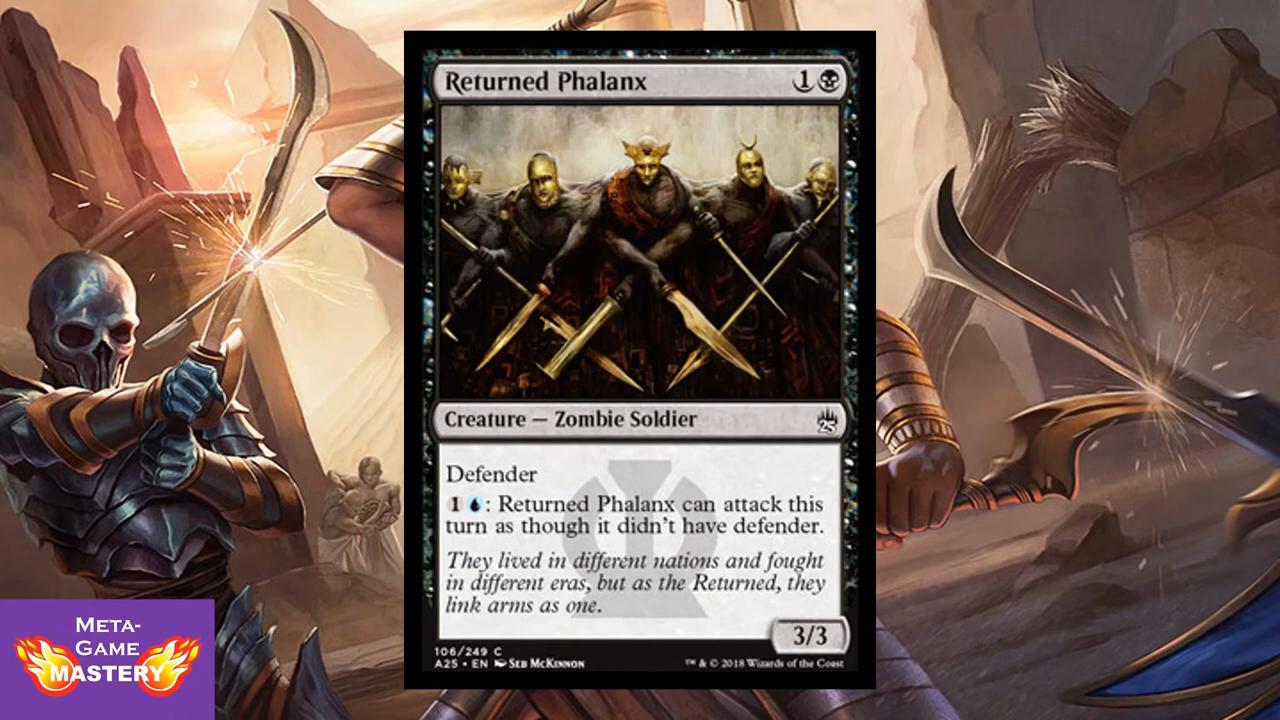 Returned Phalanx 1
Creature — Zombie Soldier
25
Defender
1 : Returned Phalanx can attack this
turn as though it didn't have defender.
They lived in different nations and fought
in different eras, but as the Returned, they
link arms as one.
3/3
106/249 C
A25 • EN Seb McKinnon
™ & © 2018 Wizards of the Coast
Meta-
Game
Mastery